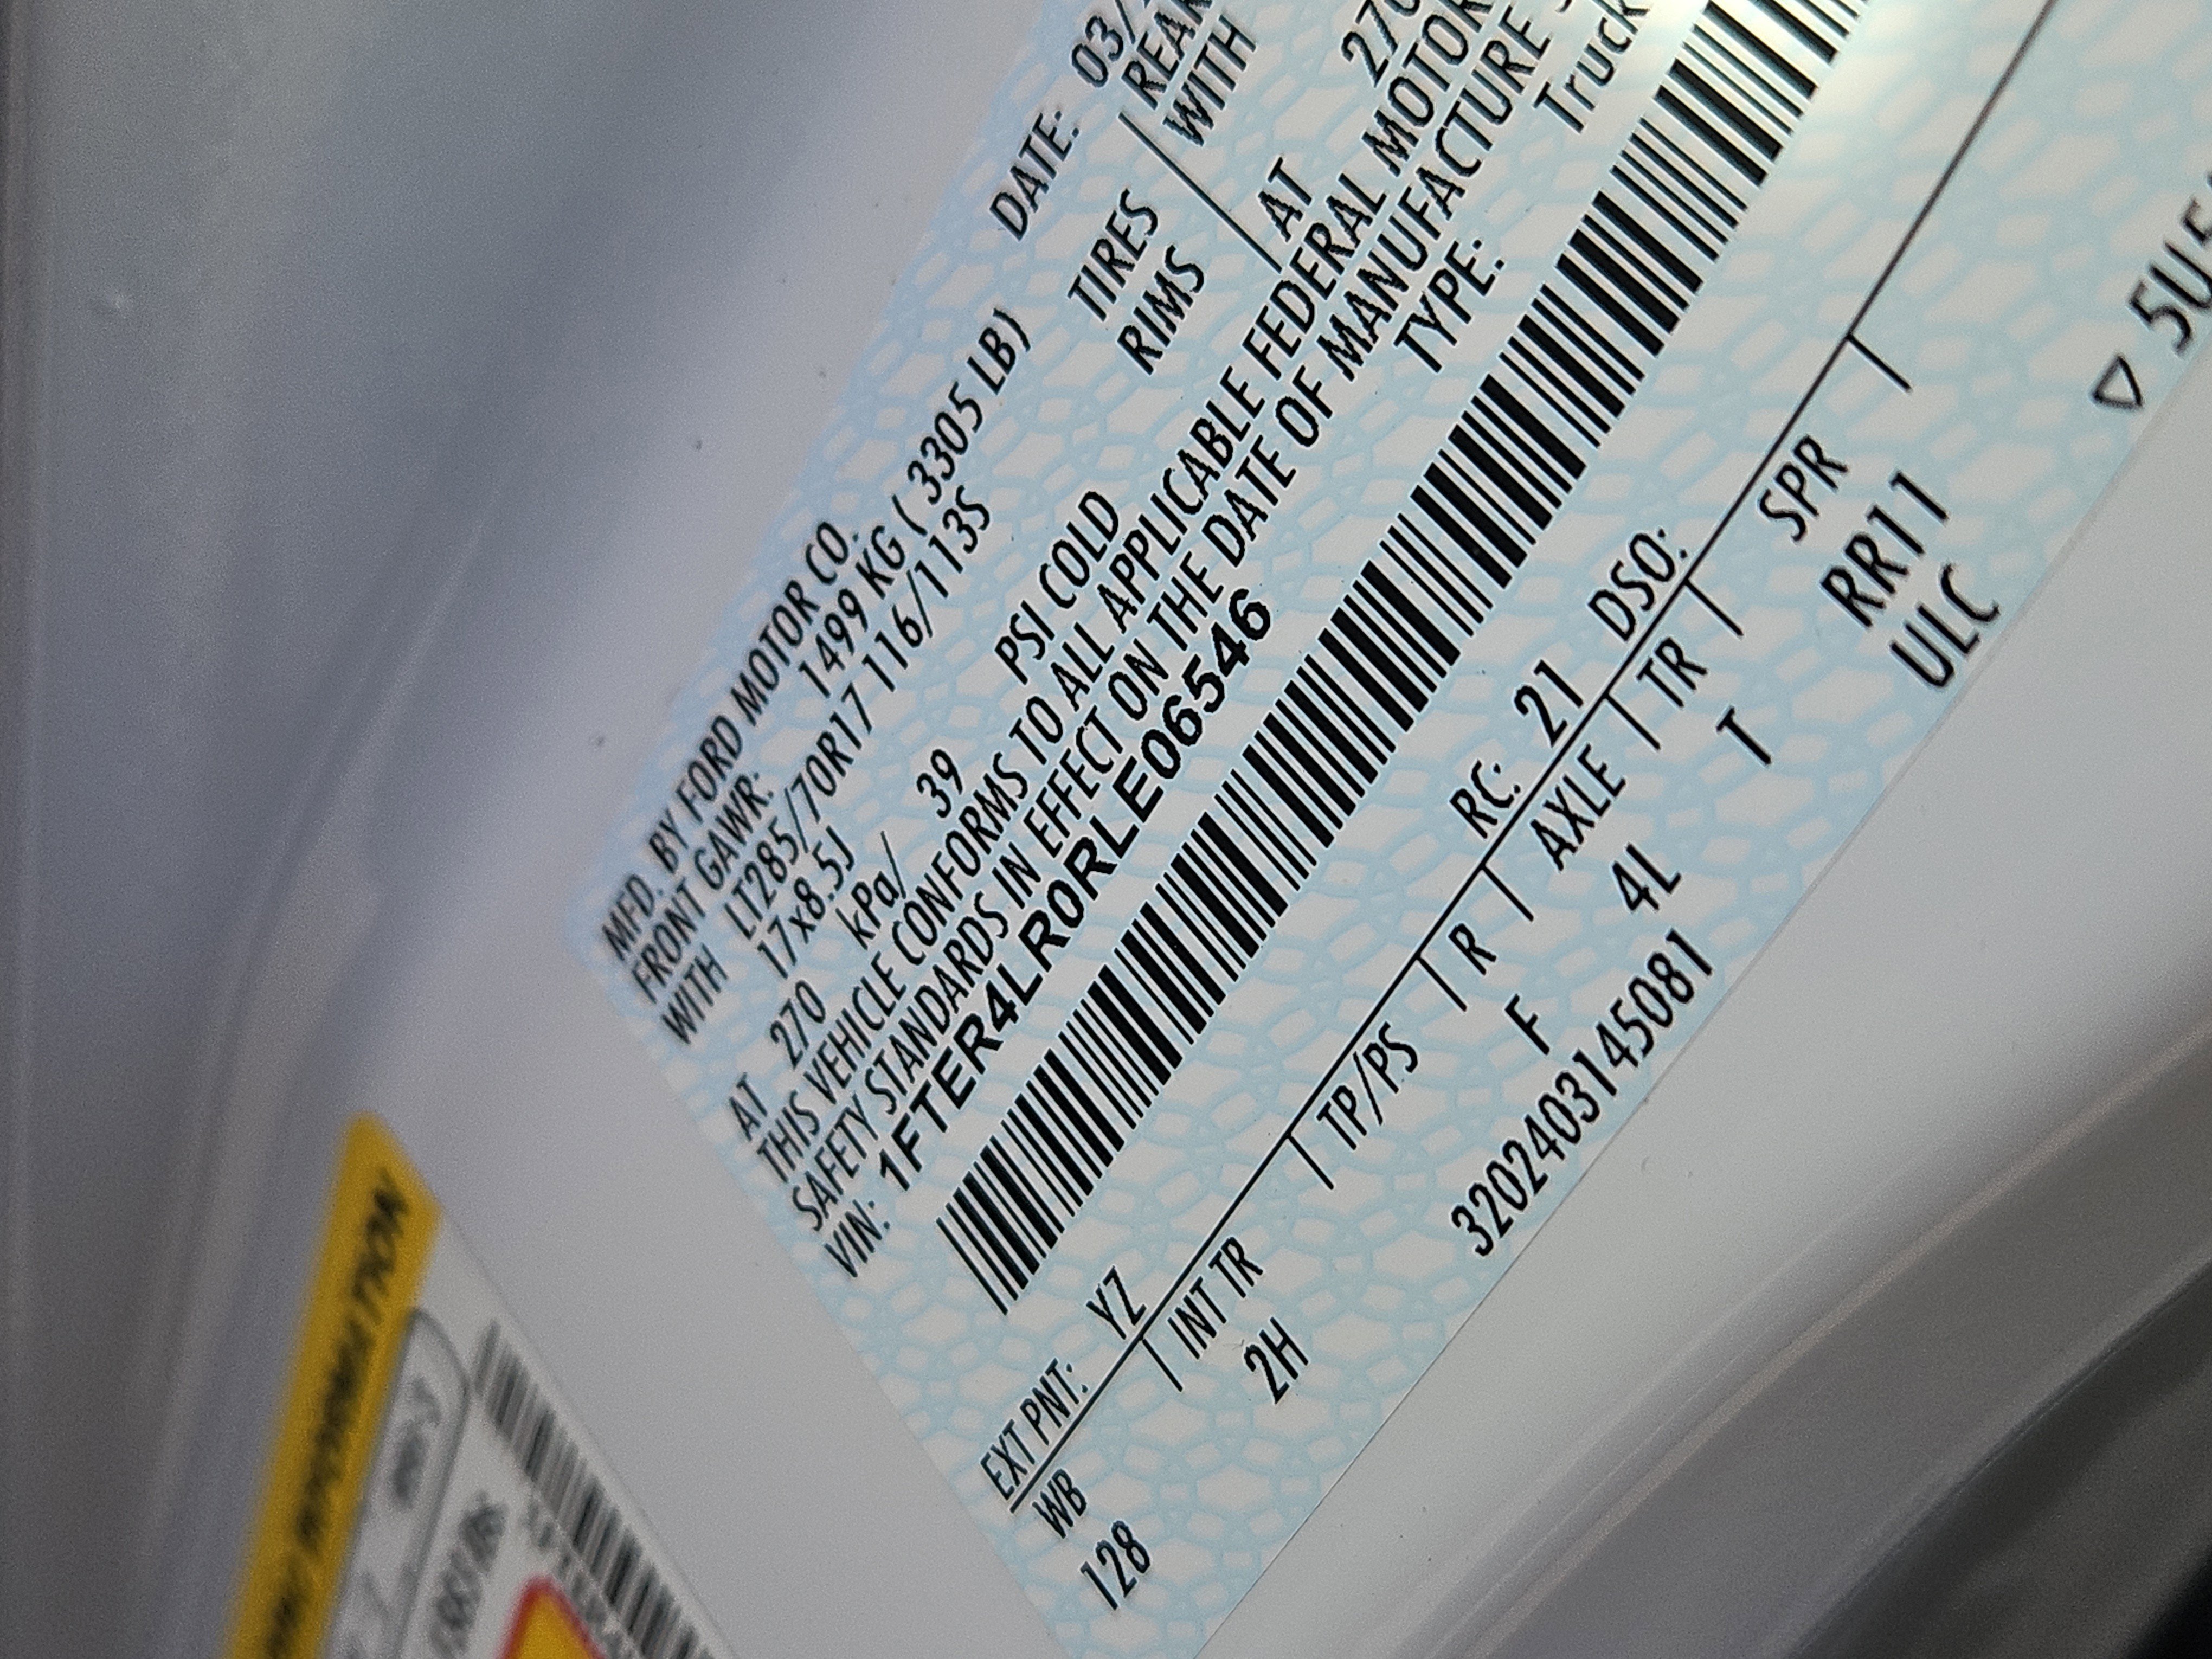 MFD. BY FORD MOTOR CO.
DATE: 03/
FRONT GAWR: 1499 KG ( 3305 LB)
REAR
WITH LT285/70R17 116/113S TIRES
WITH
17x8.5J RIMS
AT 270 kPa/ 39 PSI COLD
AT 270
THIS VEHICLE CONFORMS TO ALL APPLICABLE FEDERAL MOTOR
SAFETY STANDARDS IN EFFECT ON THE DATE OF MANUFACTURE
VIN: 1FTER4LR0RLE06546
TYPE: Truck
EXT PNT: YZ RC: 21 DSO:
WB | INT TR | TP/PS | R | AXLE | TR | SPR |
128 2H F 4L T RR11
3202403145081 ULC
▽ 5U5